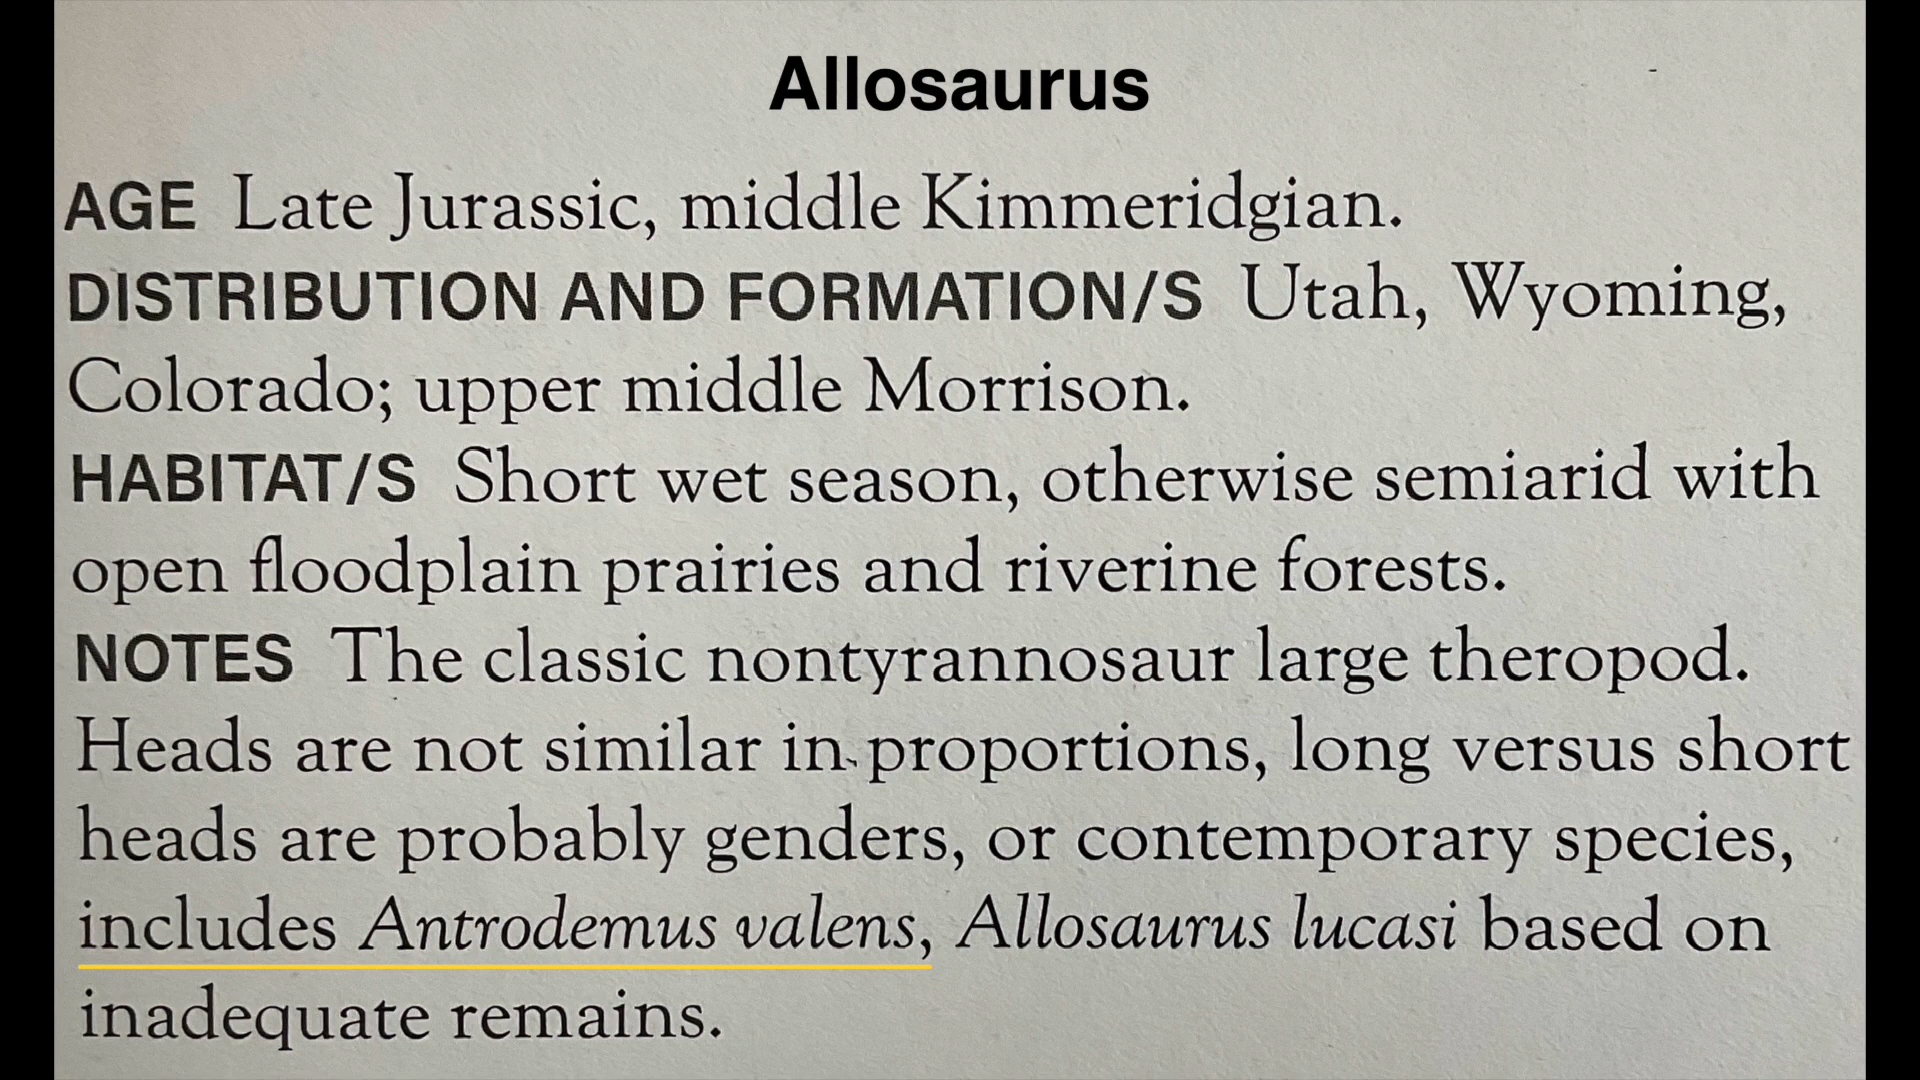 Allosaurus
AGE Late Jurassic, middle Kimmeridgian.
DISTRIBUTION AND FORMATION/S Utah, Wyoming,
Colorado; upper middle Morrison.
HABITAT/S Short wet season, otherwise semiarid with
open floodplain prairies and riverine forests.
NOTES The classic nontyrannosaur large theropod.
Heads are not similar in proportions, long versus short
heads are probably genders, or contemporary species,
includes Antrodemus valens, Allosaurus lucasi based on
inadequate remains.